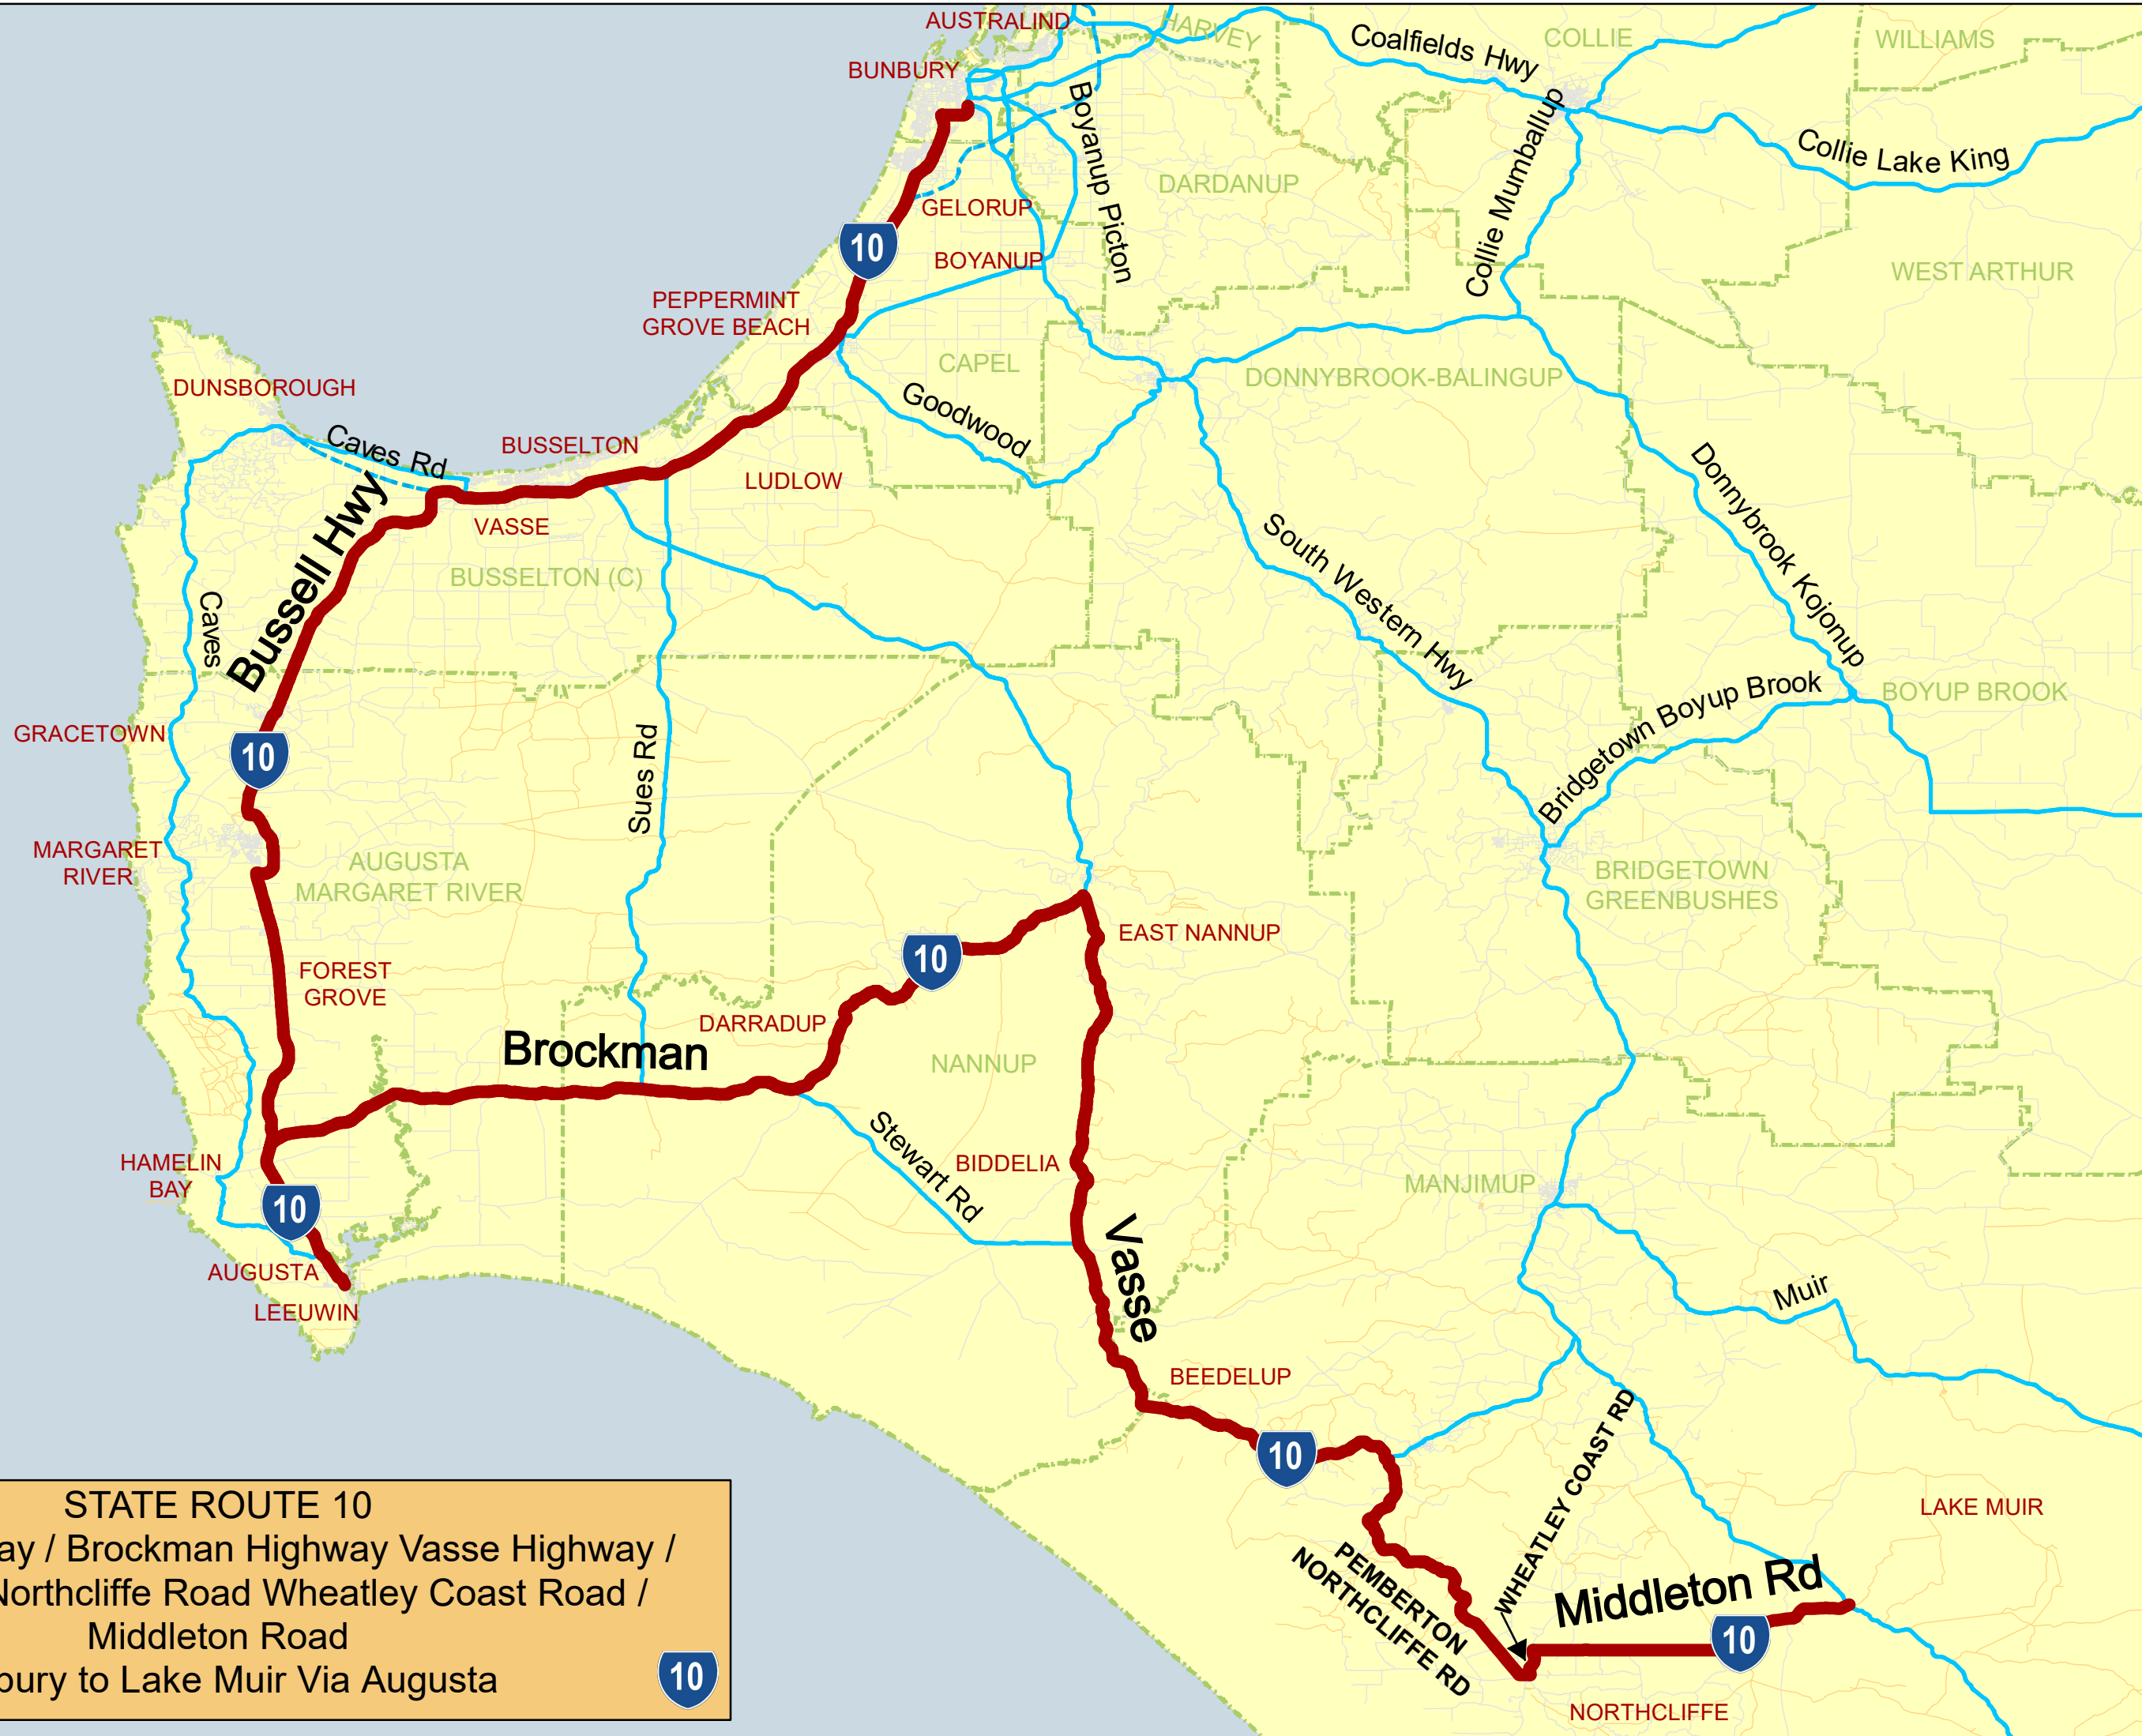 AUSTRALIND
HARVEY
Coalfields Hwy
COLLIE
WILLIAMS
BUNBURY
Boyanup Picton
Collie Mumballup
Collie Lake King
DARDANUP
GELORUP
10
BOYANUP
WEST ARTHUR
PEPPERMINT
GROVE BEACH
CAPEL
DONNYBROOK-BALINGUP
DUNSBOROUGH
Goodwood
Caves Rd
BUSSELTON
LUDLOW
Donnybrook Kojonup
Bussell Hwy
VASSE
South Western Hwy
BUSSELTON (C)
Caves
Bridgetown Boyup Brook
BOYUP BROOK
GRACETOWN
10
Sues Rd
MARGARET
RIVER
AUGUSTA
MARGARET RIVER
BRIDGETOWN
GREENBUSHES
EAST NANNUP
10
FOREST
GROVE
DARRADUP
Brockman
NANNUP
Stewart Rd
HAMELIN
BAY
BIDDELIA
MANJIMUP
10
Vasse
AUGUSTA
LEEUWIN
Muir
BEEDELUP
10
WHEATLEY COAST RD
LAKE MUIR
PEMBERTON
NORTHCLIFFE RD
Middleton Rd
10
NORTHCLIFFE
STATE ROUTE 10
ay / Brockman Highway Vasse Highway /
Northcliffe Road Wheatley Coast Road /
Middleton Road
bury to Lake Muir Via Augusta
10